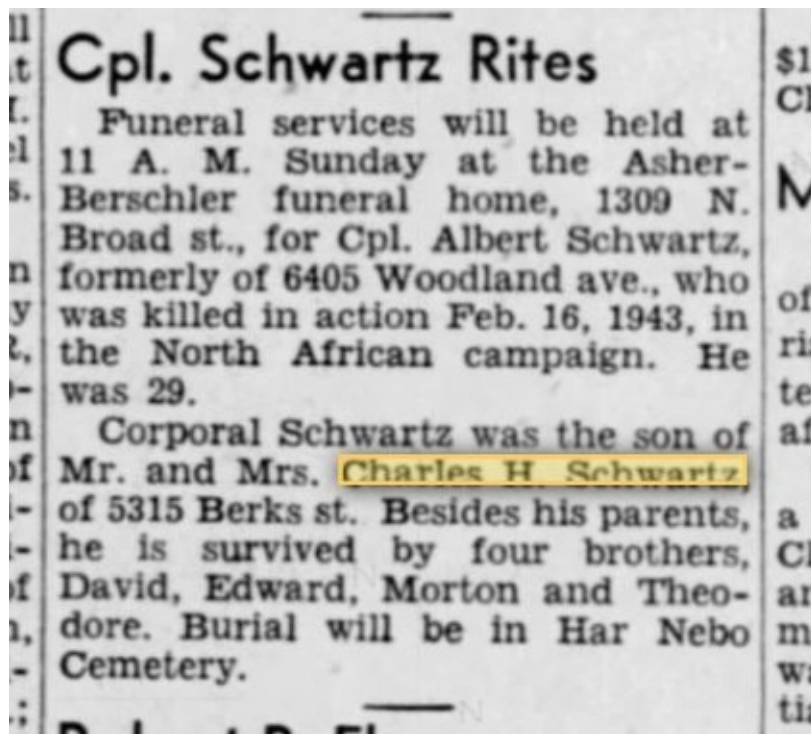 Cpl. Schwartz Rites
Funeral services will be held at
11 A. M. Sunday at the Asher-
Berschler funeral home, 1309 N.
Broad st., for Cpl. Albert Schwartz,
formerly of 6405 Woodland ave., who
was killed in action Feb. 16, 1943, in
the North African campaign. He
was 29.
Corporal Schwartz was the son of
Mr. and Mrs. Charles H. Schwartz,
of 5315 Berks st. Besides his parents,
he is survived by four brothers,
David, Edward, Morton and Theo-
dore. Burial will be in Har Nebo
Cemetery.